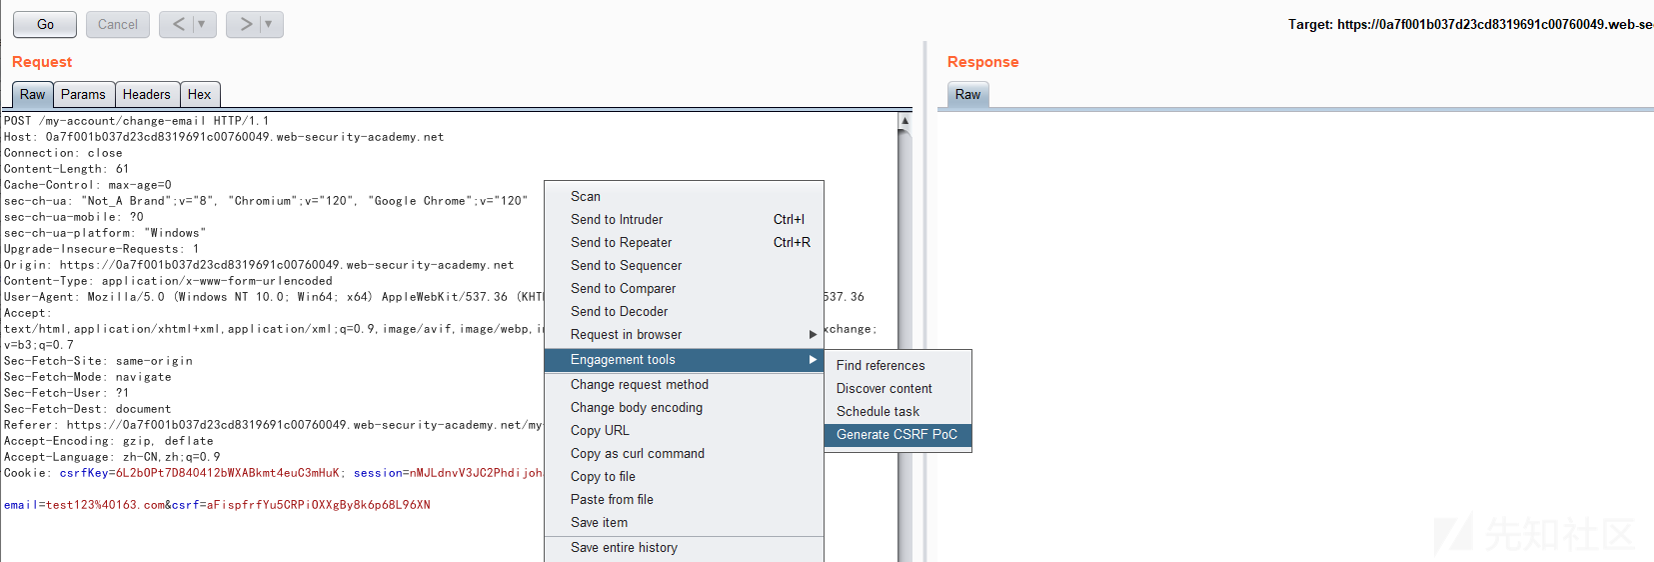 Go
Cancel
<
>
Target: https://0a7f001b037d23cd8319691c00760049.web-se
Request
Response
Raw
Params
Headers
Hex
Raw
POST /my-account/change-email HTTP/1.1
Host: 0a7f001b037d23cd8319691c00760049.web-security-academy.net
Connection: close
Content-Length: 61
Cache-Control: max-age=0
sec-ch-ua: "Not_A Brand";v="8", "Chromium";v="120", "Google Chrome";v="120"
sec-ch-ua-mobile: ?0
sec-ch-ua-platform: "Windows"
Upgrade-Insecure-Requests: 1
Origin: https://0a7f001b037d23cd8319691c00760049.web-security-academy.net
Content-Type: application/x-www-form-urlencoded
User-Agent: Mozilla/5.0 (Windows NT 10.0; Win64; x64) AppleWebKit/537.36 (KHT 537.36
Accept:
text/html,application/xhtml+xml,application/xml;q=0.9,image/avif,image/webp,i xchange;
v=b3;q=0.7
Sec-Fetch-Site: same-origin
Sec-Fetch-Mode: navigate
Sec-Fetch-User: ?1
Sec-Fetch-Dest: document
Referer: https://0a7f001b037d23cd8319691c00760049.web-security-academy.net/my
Accept-Encoding: gzip, deflate
Accept-Language: zh-CN,zh;q=0.9
Cookie: csrfKey=6L2bOPt7D840412bWXABkmt4euC3mHuK; session=nMJLdnvV3JC2Phdijoh
email=test123%40163.com&csrf=aFispfrfYu5CRPiOXXgBy8k6p68L96XN
Scan
Send to Intruder Ctrl+I
Send to Repeater Ctrl+R
Send to Sequencer
Send to Comparer
Send to Decoder
Request in browser
Engagement tools
Change request method
Change body encoding
Copy URL
Copy as curl command
Copy to file
Paste from file
Save item
Save entire history
Find references
Discover content
Schedule task
Generate CSRF PoC
先知社区